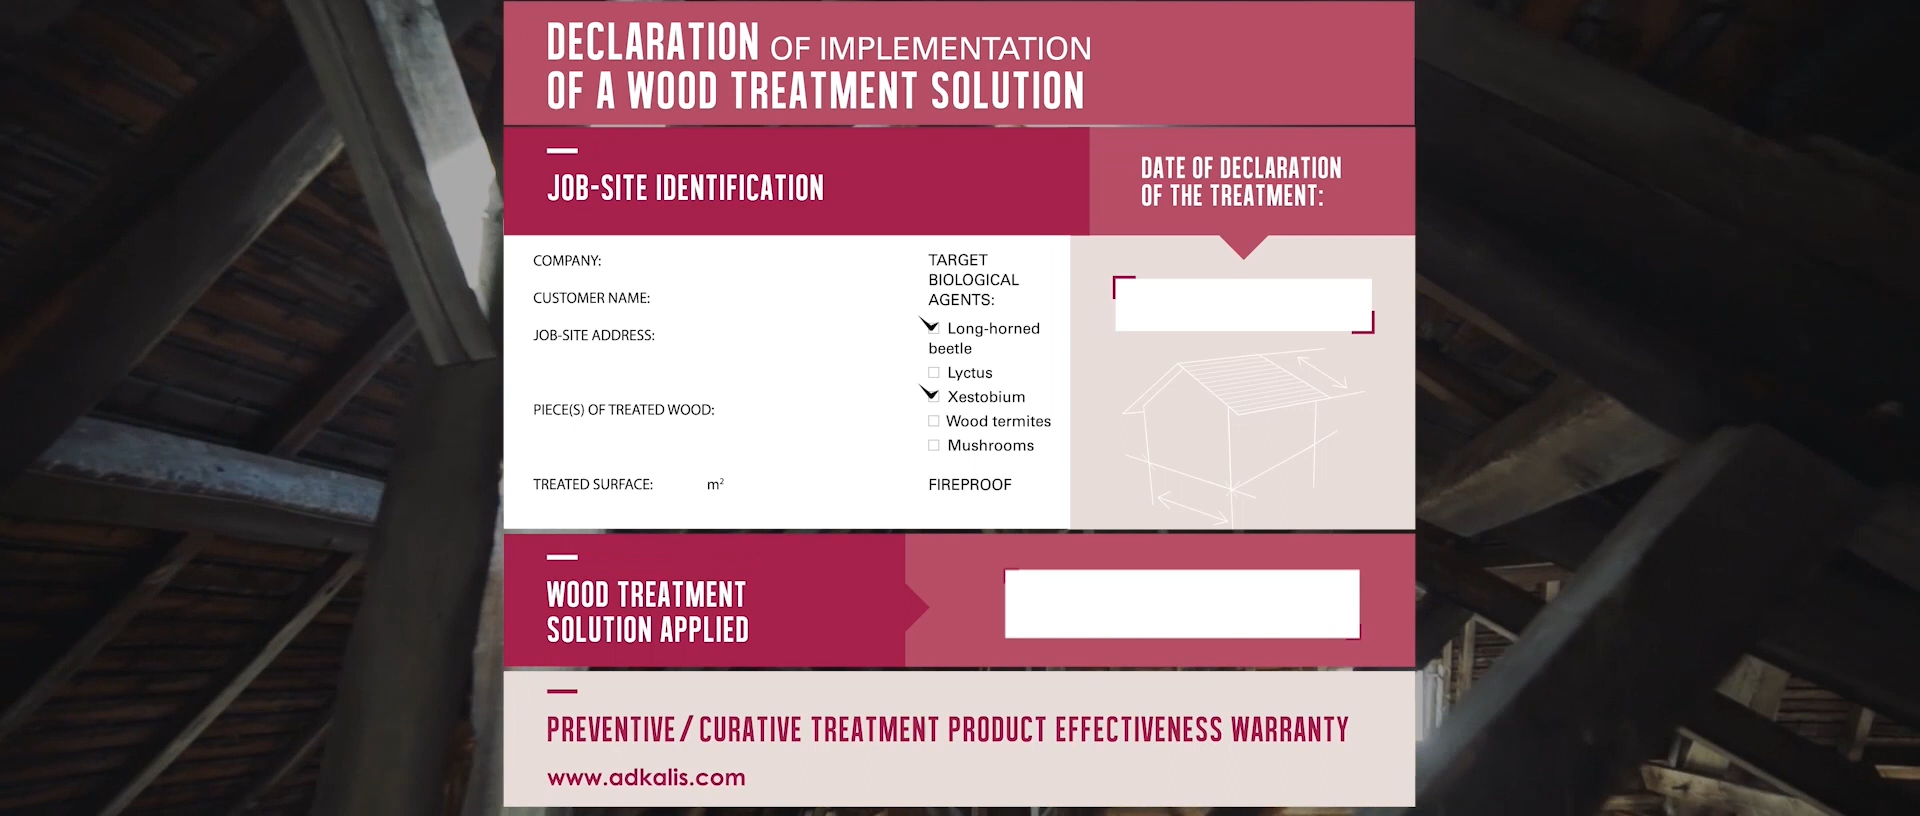 DECLARATION OF IMPLEMENTATION
OF A WOOD TREATMENT SOLUTION
JOB-SITE IDENTIFICATION
DATE OF DECLARATION
OF THE TREATMENT:
COMPANY:
CUSTOMER NAME:
JOB-SITE ADDRESS:
PIECE(S) OF TREATED WOOD:
TREATED SURFACE: m²
TARGET
BIOLOGICAL
AGENTS:
Long-horned
beetle
Lyctus
Xestobium
Wood termites
Mushrooms
FIREPROOF
WOOD TREATMENT
SOLUTION APPLIED
PREVENTIVE / CURATIVE TREATMENT PRODUCT EFFECTIVENESS WARRANTY
www.adkalis.com